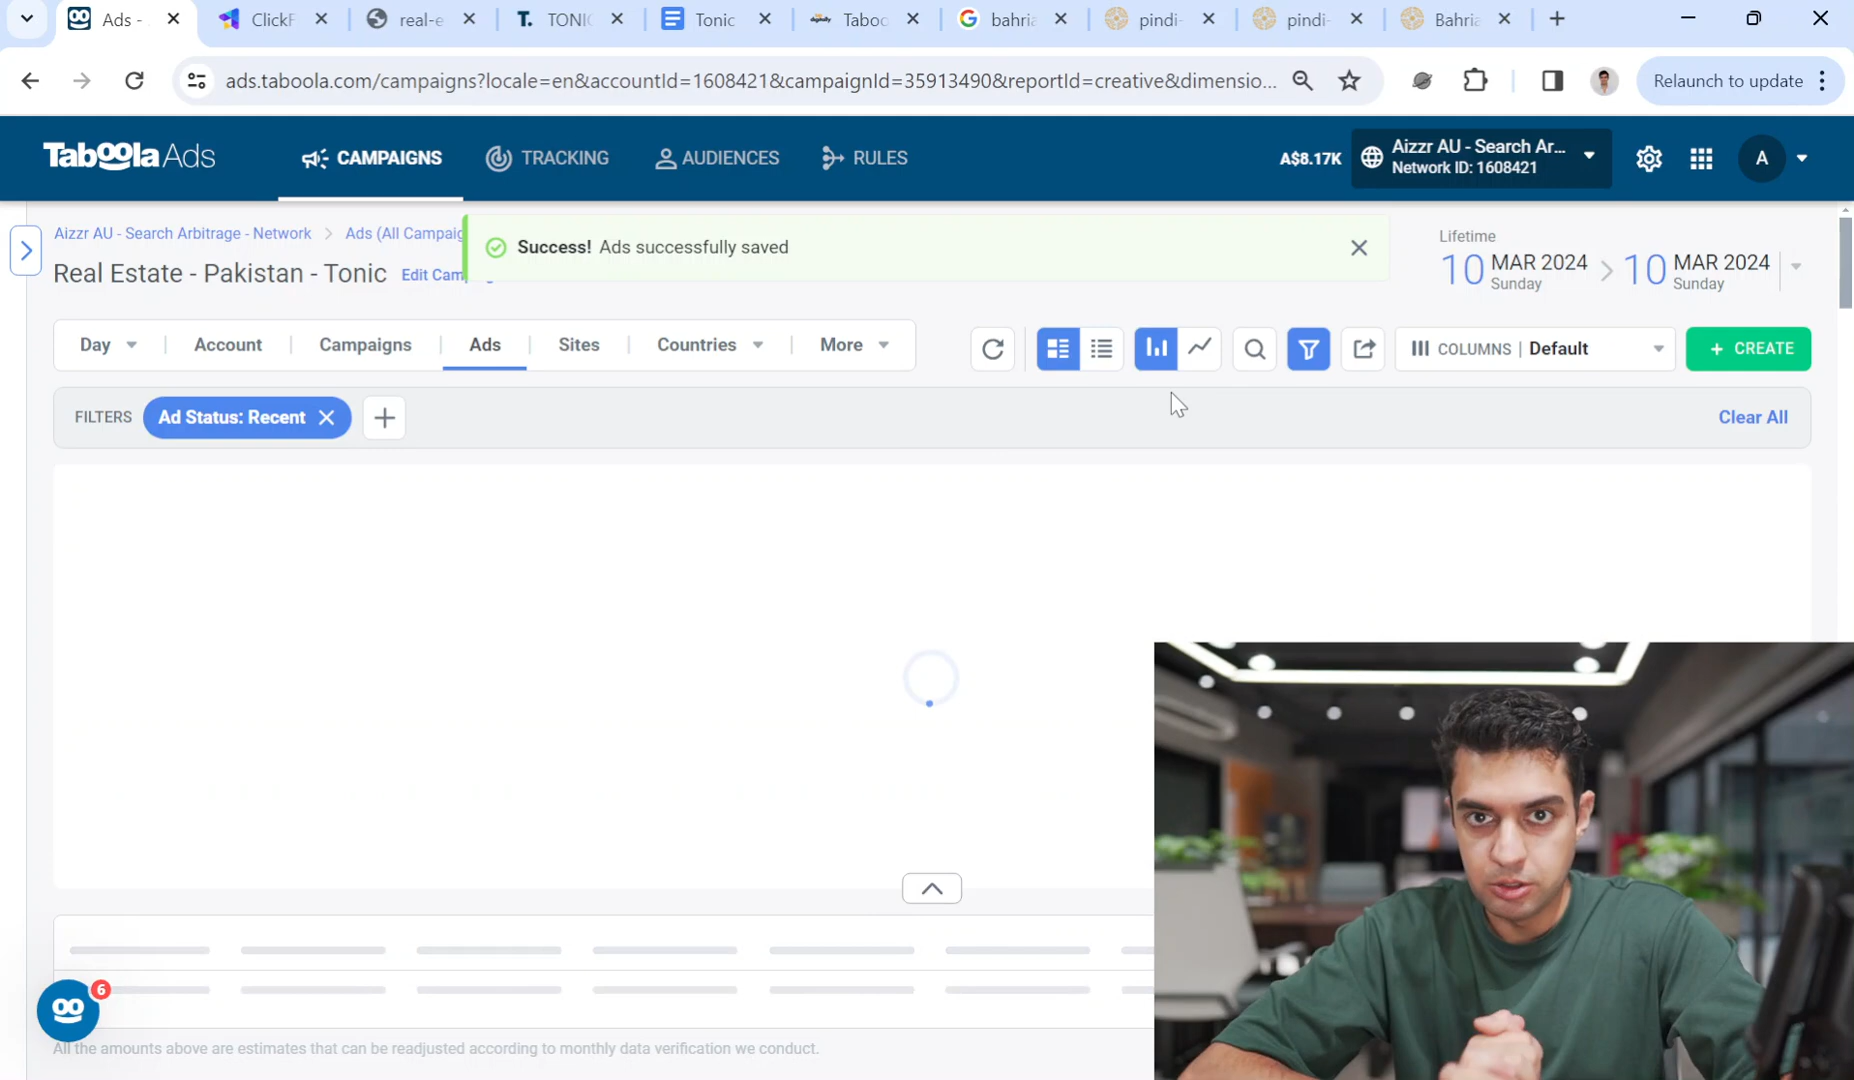 Ads -
ClickF
real-e
TONIC
Tonic
Taboo
bahria
pindi-
pindi-
Bahria
ads.taboola.com/campaigns?locale=en&accountId=1608421&campaignId=35913490&reportId=creative&dimensio...
Relaunch to update
Taboola Ads
CAMPAIGNS
TRACKING
AUDIENCES
RULES
A$8.17K
Aizzr AU - Search Ar...
Network ID: 1608421
A
Aizzr AU - Search Arbitrage - Network
Ads (All Campaig
Success! Ads successfully saved
Real Estate - Pakistan - Tonic
Edit Cam
Lifetime
10 MAR 2024 Sunday
10 MAR 2024 Sunday
Day
Account
Campaigns
Ads
Sites
Countries
More
COLUMNS | Default
+ CREATE
FILTERS
Ad Status: Recent
Clear All
6
All the amounts above are estimates that can be readjusted according to monthly data verification we conduct.